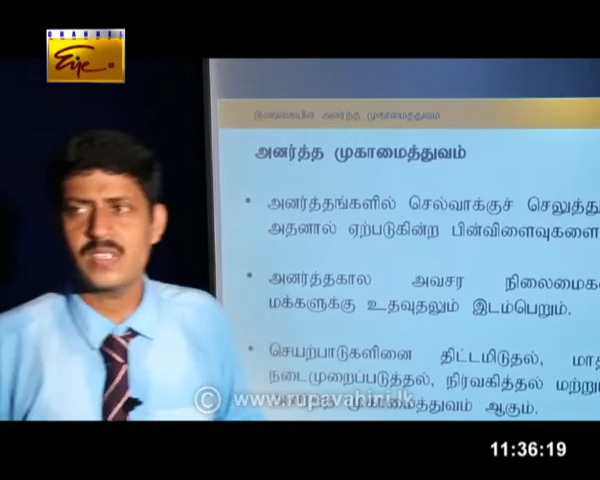 CHANNEL
Eye
இலங்கையின் அனர்த்த முகாமைத்துவம்
அனர்த்த முகாமைத்துவம்
• அனர்த்தங்களில் செல்வாக்குச் செலுத்து
அதனால் ஏற்படுகின்ற பின்விளைவுகளை
• அனர்த்தகால அவசர நிலைமைக
மக்களுக்கு உதவுதலும் இடம்பெறும்.
• செயற்பாடுகளினை திட்டமிடுதல், மாத
நடைமுறைப்படுத்தல், நிர்வகித்தல் மற்றும்
அனர்த்த முகாமைத்துவம் ஆகும்.
© www.rupavahini.lk
11:36:19